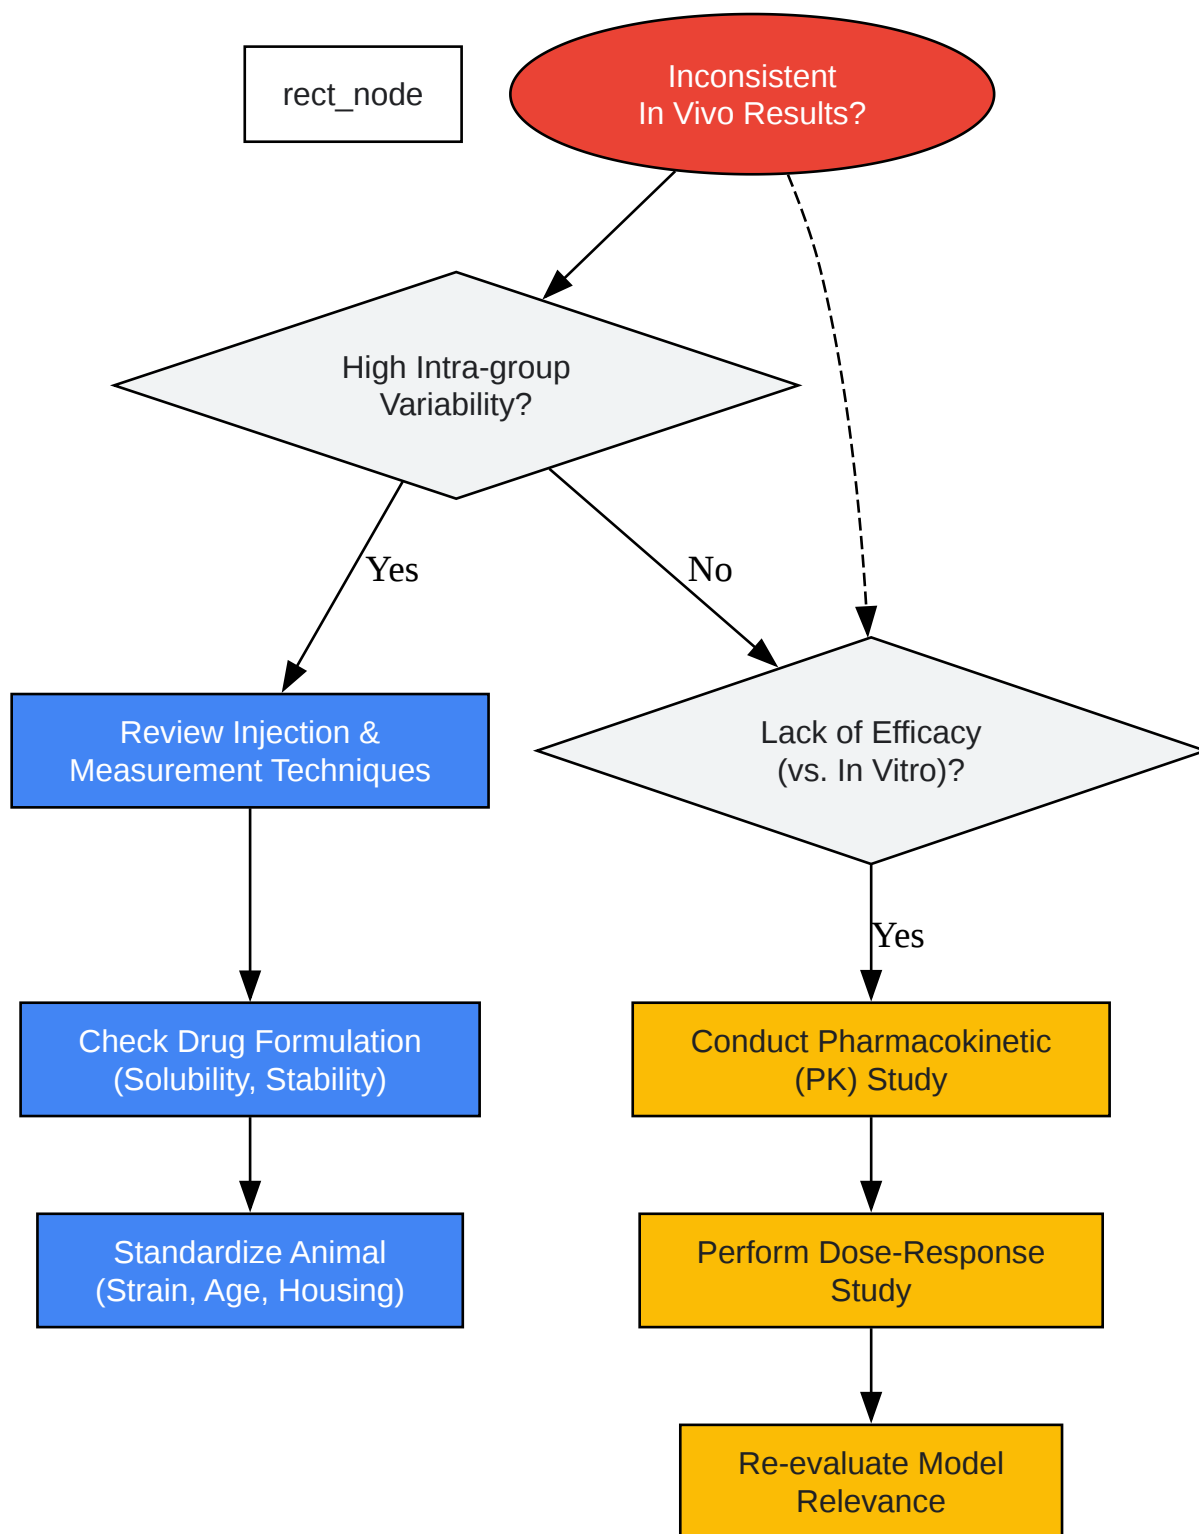 rect_node
Inconsistent
In Vivo Results?
High Intra-group
Variability?
Yes
No
Review Injection &
Measurement Techniques
Lack of Efficacy
(vs. In Vitro)?
Yes
Check Drug Formulation
(Solubility, Stability)
Conduct Pharmacokinetic
(PK) Study
Standardize Animal
(Strain, Age, Housing)
Perform Dose-Response
Study
Re-evaluate Model
Relevance